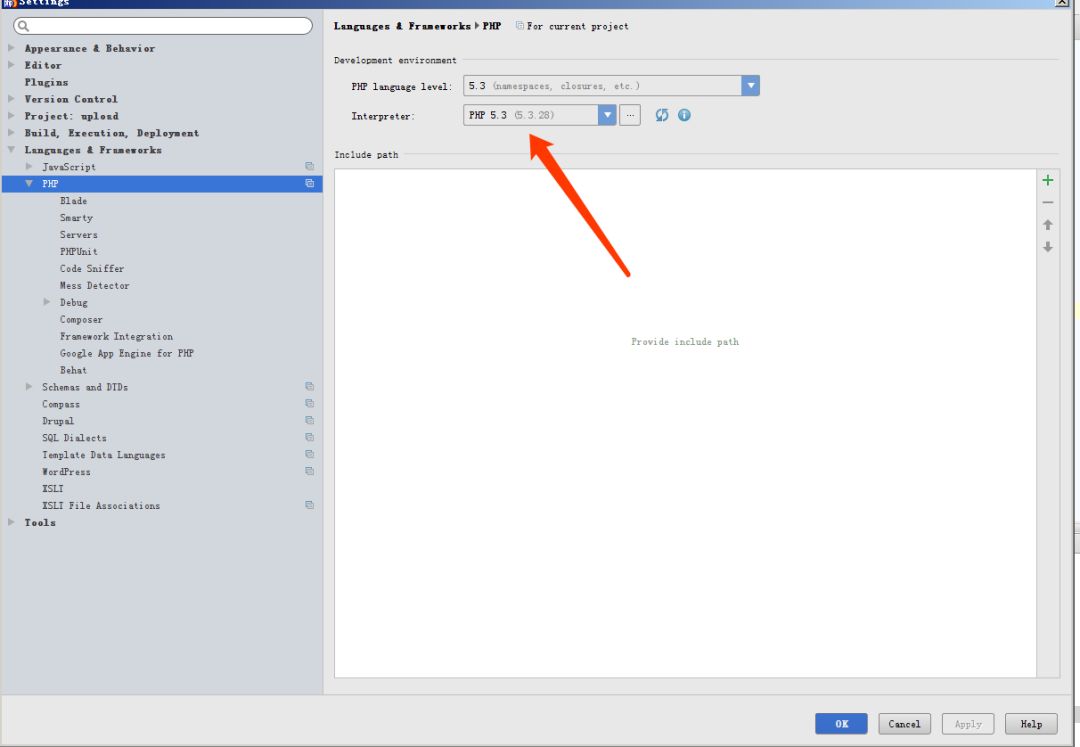 Settings
Languages & Frameworks PHP For current project
Appearance & Behavior
Editor
Plugins
Version Control
Project: upload
Build, Execution, Deployment
Languages & Frameworks
JavaScript
PHP
Blade
Smarty
Servers
PHPUnit
Code Sniffer
Mess Detector
Debug
Composer
Framework Integration
Google App Engine for PHP
Behat
Schemas and DTDs
Compass
Drupal
SQL Dialects
Template Data Languages
WordPress
XSLT
XSLT File Associations
Tools
Development environment
PHP language level: 5.3 (namespaces, closures, etc.)
Interpreter: PHP 5.3 (5.3.28) ...
Include path
Provide include path
OK Cancel Apply Help